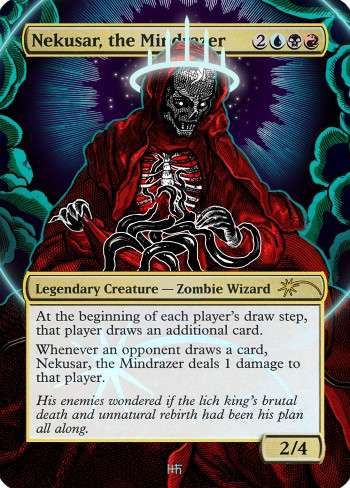 Nekusar, the Mindrazer 2
Legendary Creature — Zombie Wizard
At the beginning of each player's draw step,
that player draws an additional card.
Whenever an opponent draws a card,
Nekusar, the Mindrazer deals 1 damage to
that player.
His enemies wondered if the lich king's brutal
death and unnatural rebirth had been his plan
all along.
2/4